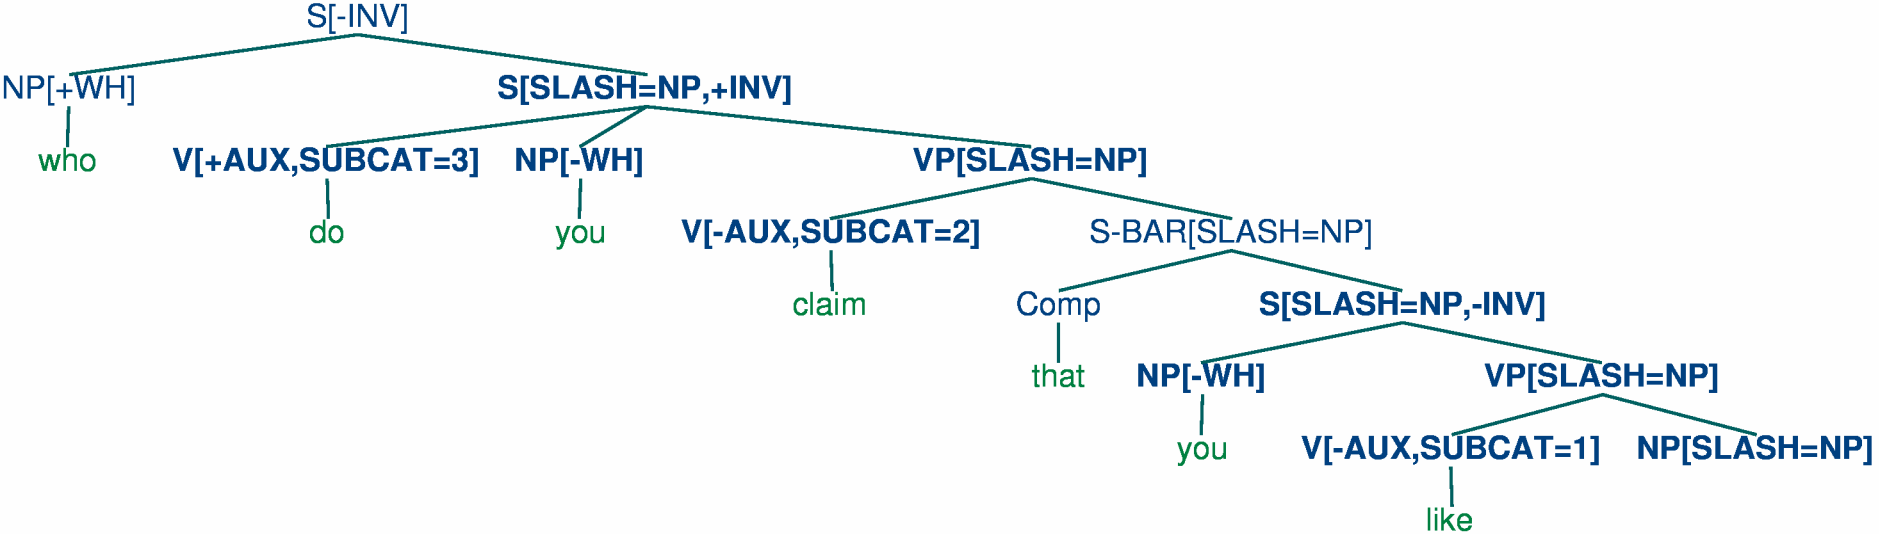 S[-INV]
NP[+WH] S[SLASH=NP,+INV]
who V[+AUX,SUBCAT=3] NP[-WH] VP[SLASH=NP]
do you V[-AUX,SUBCAT=2] S-BAR[SLASH=NP]
claim Comp S[SLASH=NP,-INV]
that NP[-WH] VP[SLASH=NP]
you V[-AUX,SUBCAT=1] NP[SLASH=NP]
like